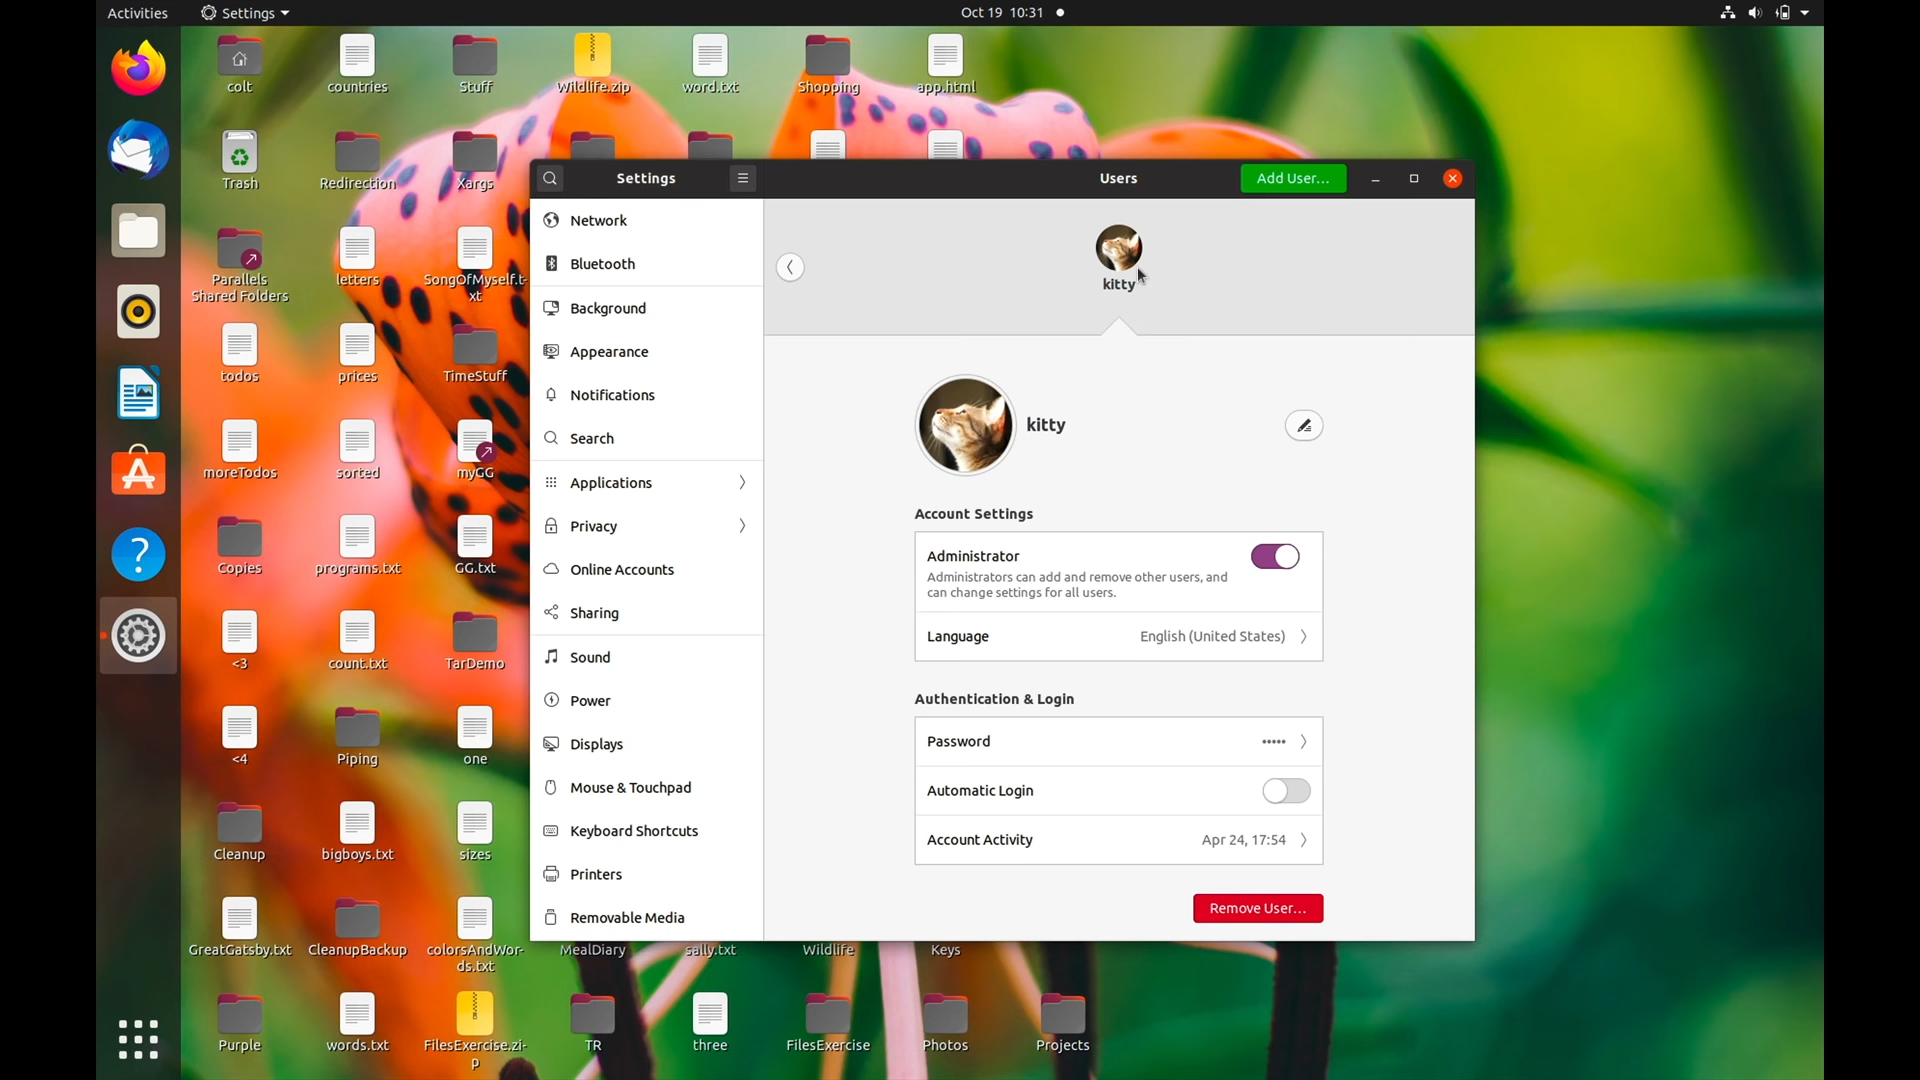 Activities
Settings
Oct 19 10:31
colt
countries
Stuff
Wildlife.zip
word.txt
Shopping
app.html
Trash
Redirection
Xargs
Parallels
Shared Folders
letters
SongOfMyself.t-
xt
todos
prices
TimeStuff
moreTodos
sorted
myGG
Copies
programs.txt
GG.txt
<3
count.txt
TarDemo
<4
Piping
one
Cleanup
bigboys.txt
sizes
GreatGatsby.txt
CleanupBackup
colorsAndWor-
ds.txt
MealDiary
sally.txt
Wildlife
Keys
Purple
words.txt
FilesExercise.zi-
p
TR
three
FilesExercise
Photos
Projects
Settings
Users
Add User...
Network
Bluetooth
Background
Appearance
Notifications
Search
Applications
Privacy
Online Accounts
Sharing
Sound
Power
Displays
Mouse & Touchpad
Keyboard Shortcuts
Printers
Removable Media
kitty
kitty
Account Settings
Administrator
Administrators can add and remove other users, and
can change settings for all users.
Language English (United States)
Authentication & Login
Password •••••
Automatic Login
Account Activity Apr 24, 17:54
Remove User...